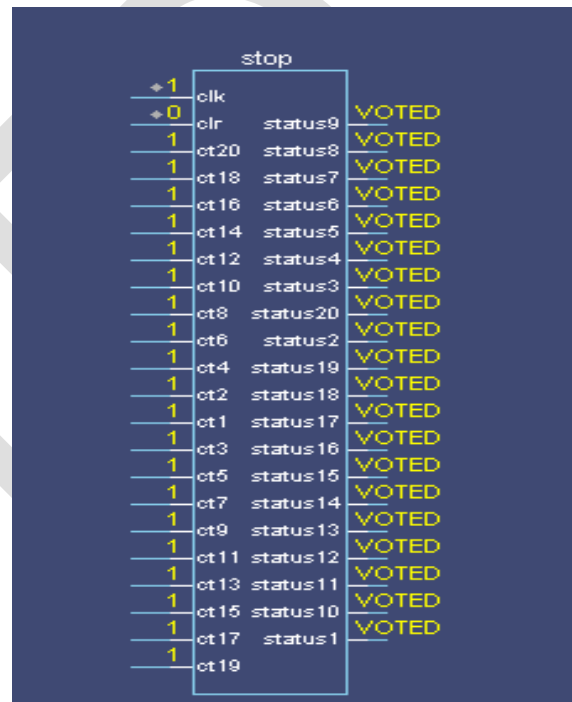 stop
1
clk
0 VOTED
clr status9
1 VOTED
ct20 status8
1 VOTED
ct18 status7
1 VOTED
ct16 status6
1 VOTED
ct14 status5
1 VOTED
ct12 status4
1 VOTED
ct10 status3
1 VOTED
ct8 status20
1 VOTED
ct6 status2
1 VOTED
ct4 status19
1 VOTED
ct2 status18
1 VOTED
ct1 status17
1 VOTED
ct3 status16
1 VOTED
ct5 status15
1 VOTED
ct7 status14
1 VOTED
ct9 status13
1 VOTED
ct11 status12
1 VOTED
ct13 status11
1 VOTED
ct15 status10
1 VOTED
ct17 status1
1
ct19